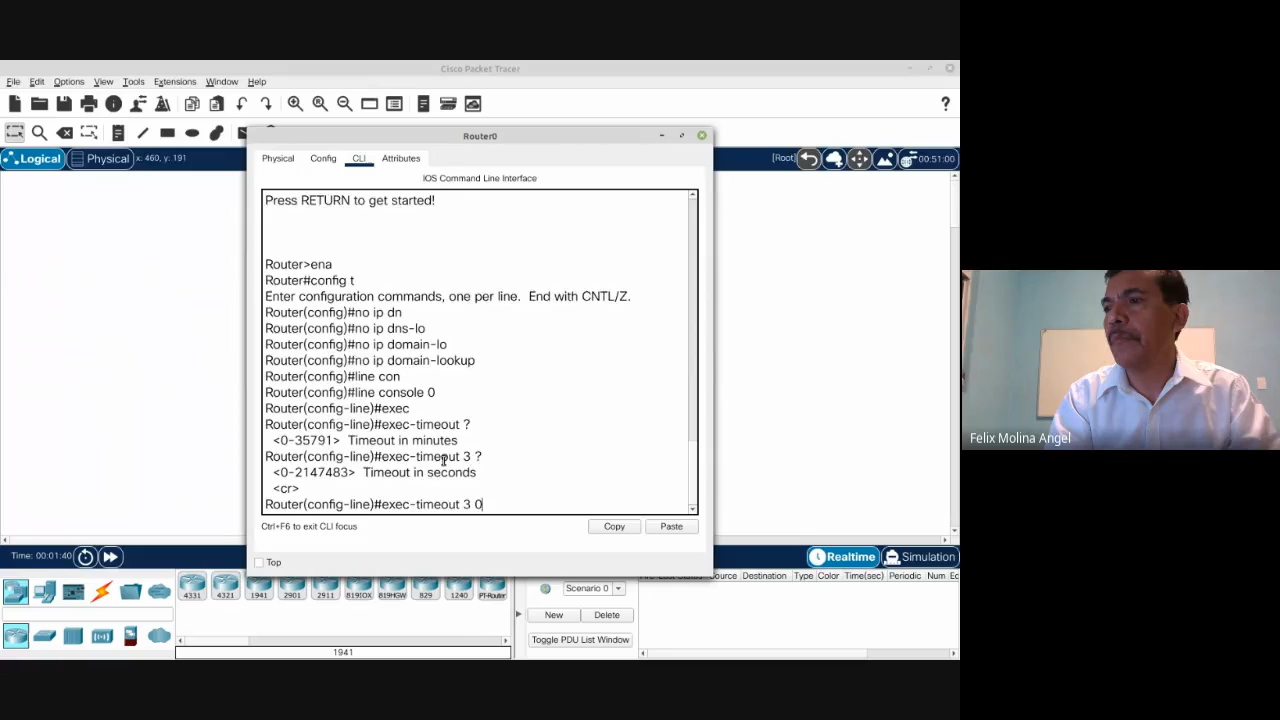 Cisco Packet Tracer
File Edit Options View Tools Extensions Window Help
Logical Physical x: 460, y: 191 [Root] 00:51:00
Router0
Physical Config CLI Attributes
IOS Command Line Interface
Press RETURN to get started!
Router>ena
Router#config t
Enter configuration commands, one per line. End with CNTL/Z.
Router(config)#no ip dn
Router(config)#no ip dns-lo
Router(config)#no ip domain-lo
Router(config)#no ip domain-lookup
Router(config)#line con
Router(config)#line console 0
Router(config-line)#exec
Router(config-line)#exec-timeout ?
<0-35791> Timeout in minutes
Router(config-line)#exec-timeout 3 ?
<0-2147483> Timeout in seconds
<cr>
Router(config-line)#exec-timeout 3 0
Ctrl+F6 to exit CLI focus Copy Paste
Top
Time: 00:01:40 Realtime Simulation
4331 4321 1941 2901 2911 819IOX 819HGW 829 1240 PT-Router
Scenario 0
New Delete
Toggle PDU List Window
Last Status Source Destination Type Color Time(sec) Periodic Num
1941
Felix Molina Angel